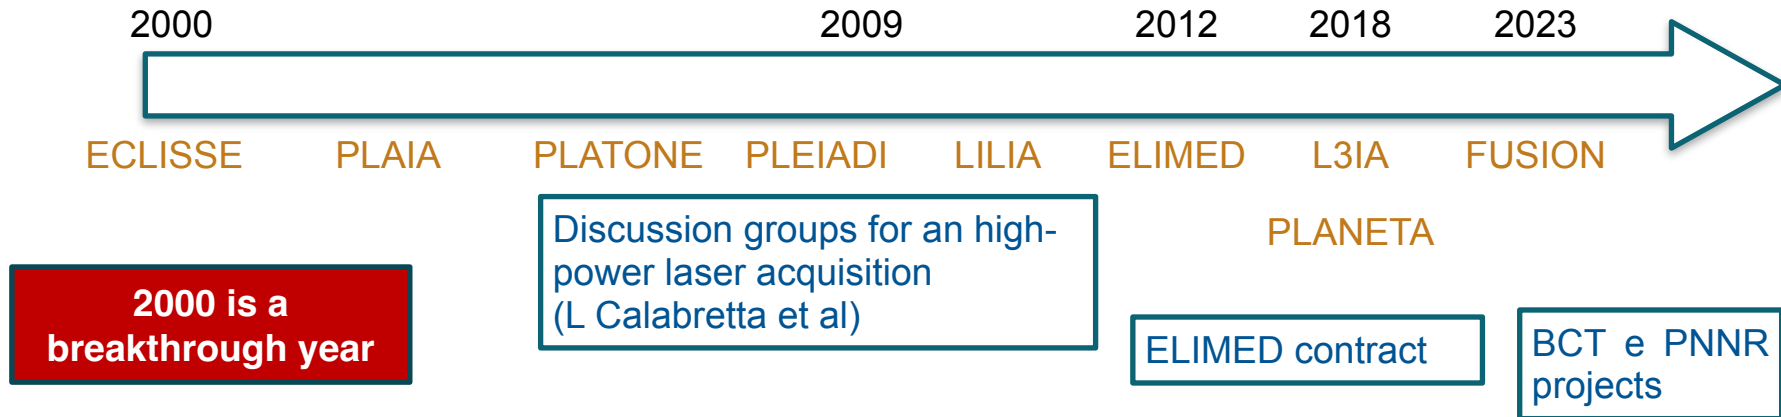 2000 2009 2012 2018 2023
ECLISSE PLAIA PLATONE PLEIADI LILIA ELIMED L3IA FUSION
PLANETA
Discussion groups for an high-
power laser acquisition
(L Calabretta et al)
2000 is a
breakthrough year
ELIMED contract
BCT e PNNR
projects